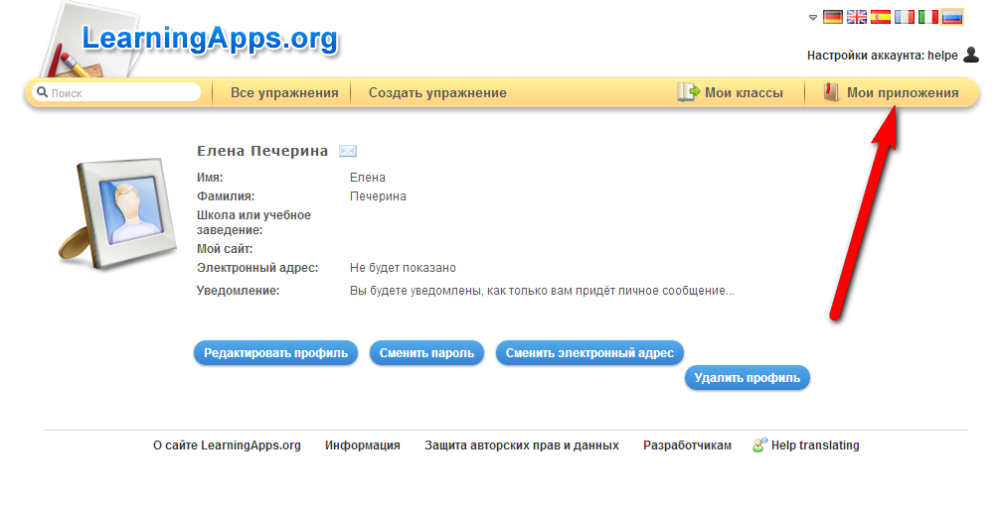 LearningApps.org
Настройки аккаунта: helpe
Поиск
Все упражнения
Создать упражнение
Мои классы
Мои приложения
Елена Печерина
Имя: Елена
Фамилия: Печерина
Школа или учебное
заведение:
Мой сайт:
Электронный адрес: Не будет показано
Уведомление: Вы будете уведомлены, как только вам придёт личное сообщение...
Редактировать профиль
Сменить пароль
Сменить электронный адрес
Удалить профиль
О сайте LearningApps.org
Информация
Защита авторских прав и данных
Разработчикам
Help translating